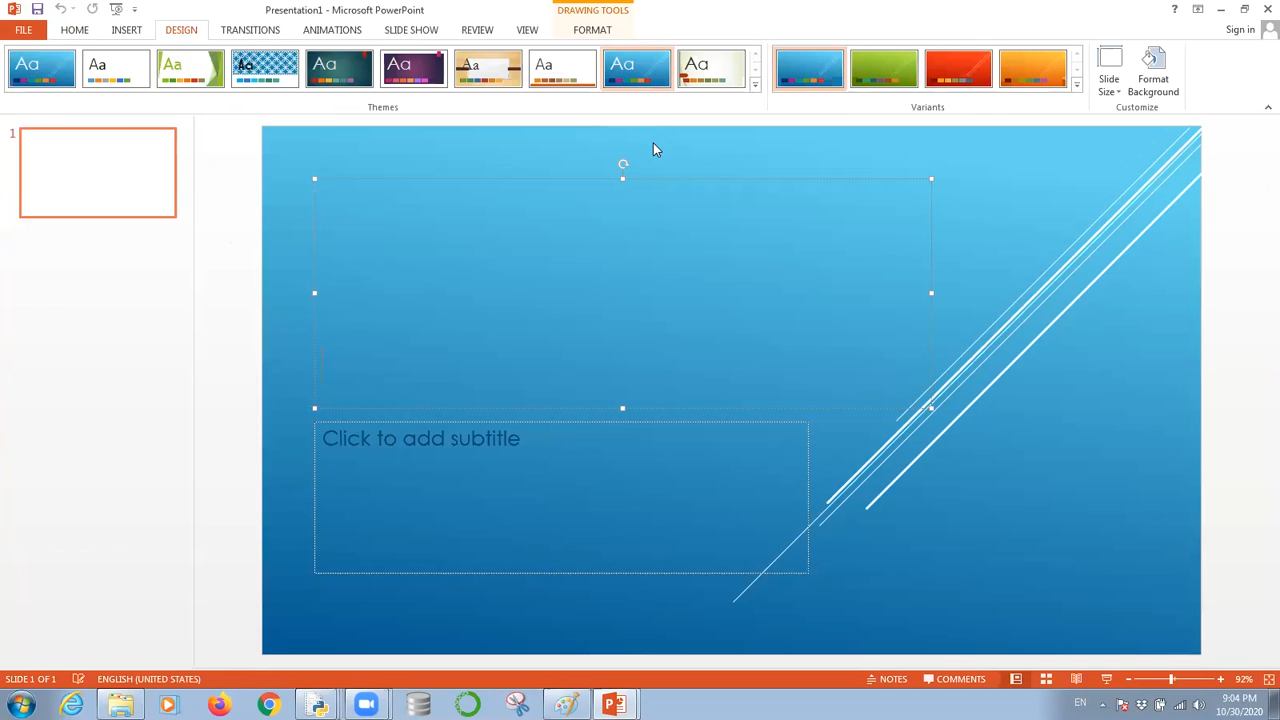 Presentation1 - Microsoft PowerPoint
DRAWING TOOLS
?
FILE
HOME
INSERT
DESIGN
TRANSITIONS
ANIMATIONS
SLIDE SHOW
REVIEW
VIEW
FORMAT
Sign in
Aa
Aa
Aa
Aa
Aa
Aa
Aa
Aa
Aa
Aa
Slide
Size
Format
Background
Themes
Variants
Customize
1
Click to add subtitle
SLIDE 1 OF 1
ENGLISH (UNITED STATES)
NOTES
COMMENTS
92%
EN
9:04 PM
10/30/2020